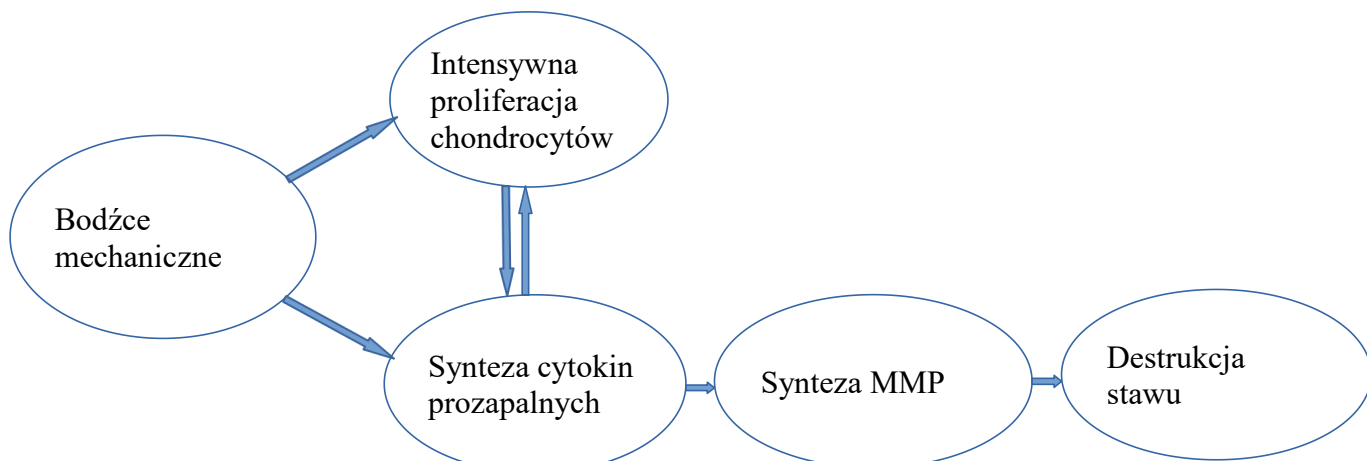 Intensywna
proliferacja
chondrocytów
Bodźce
mechaniczne
Synteza cytokin
prozapalnych
Synteza MMP
Destrukcja
stawu